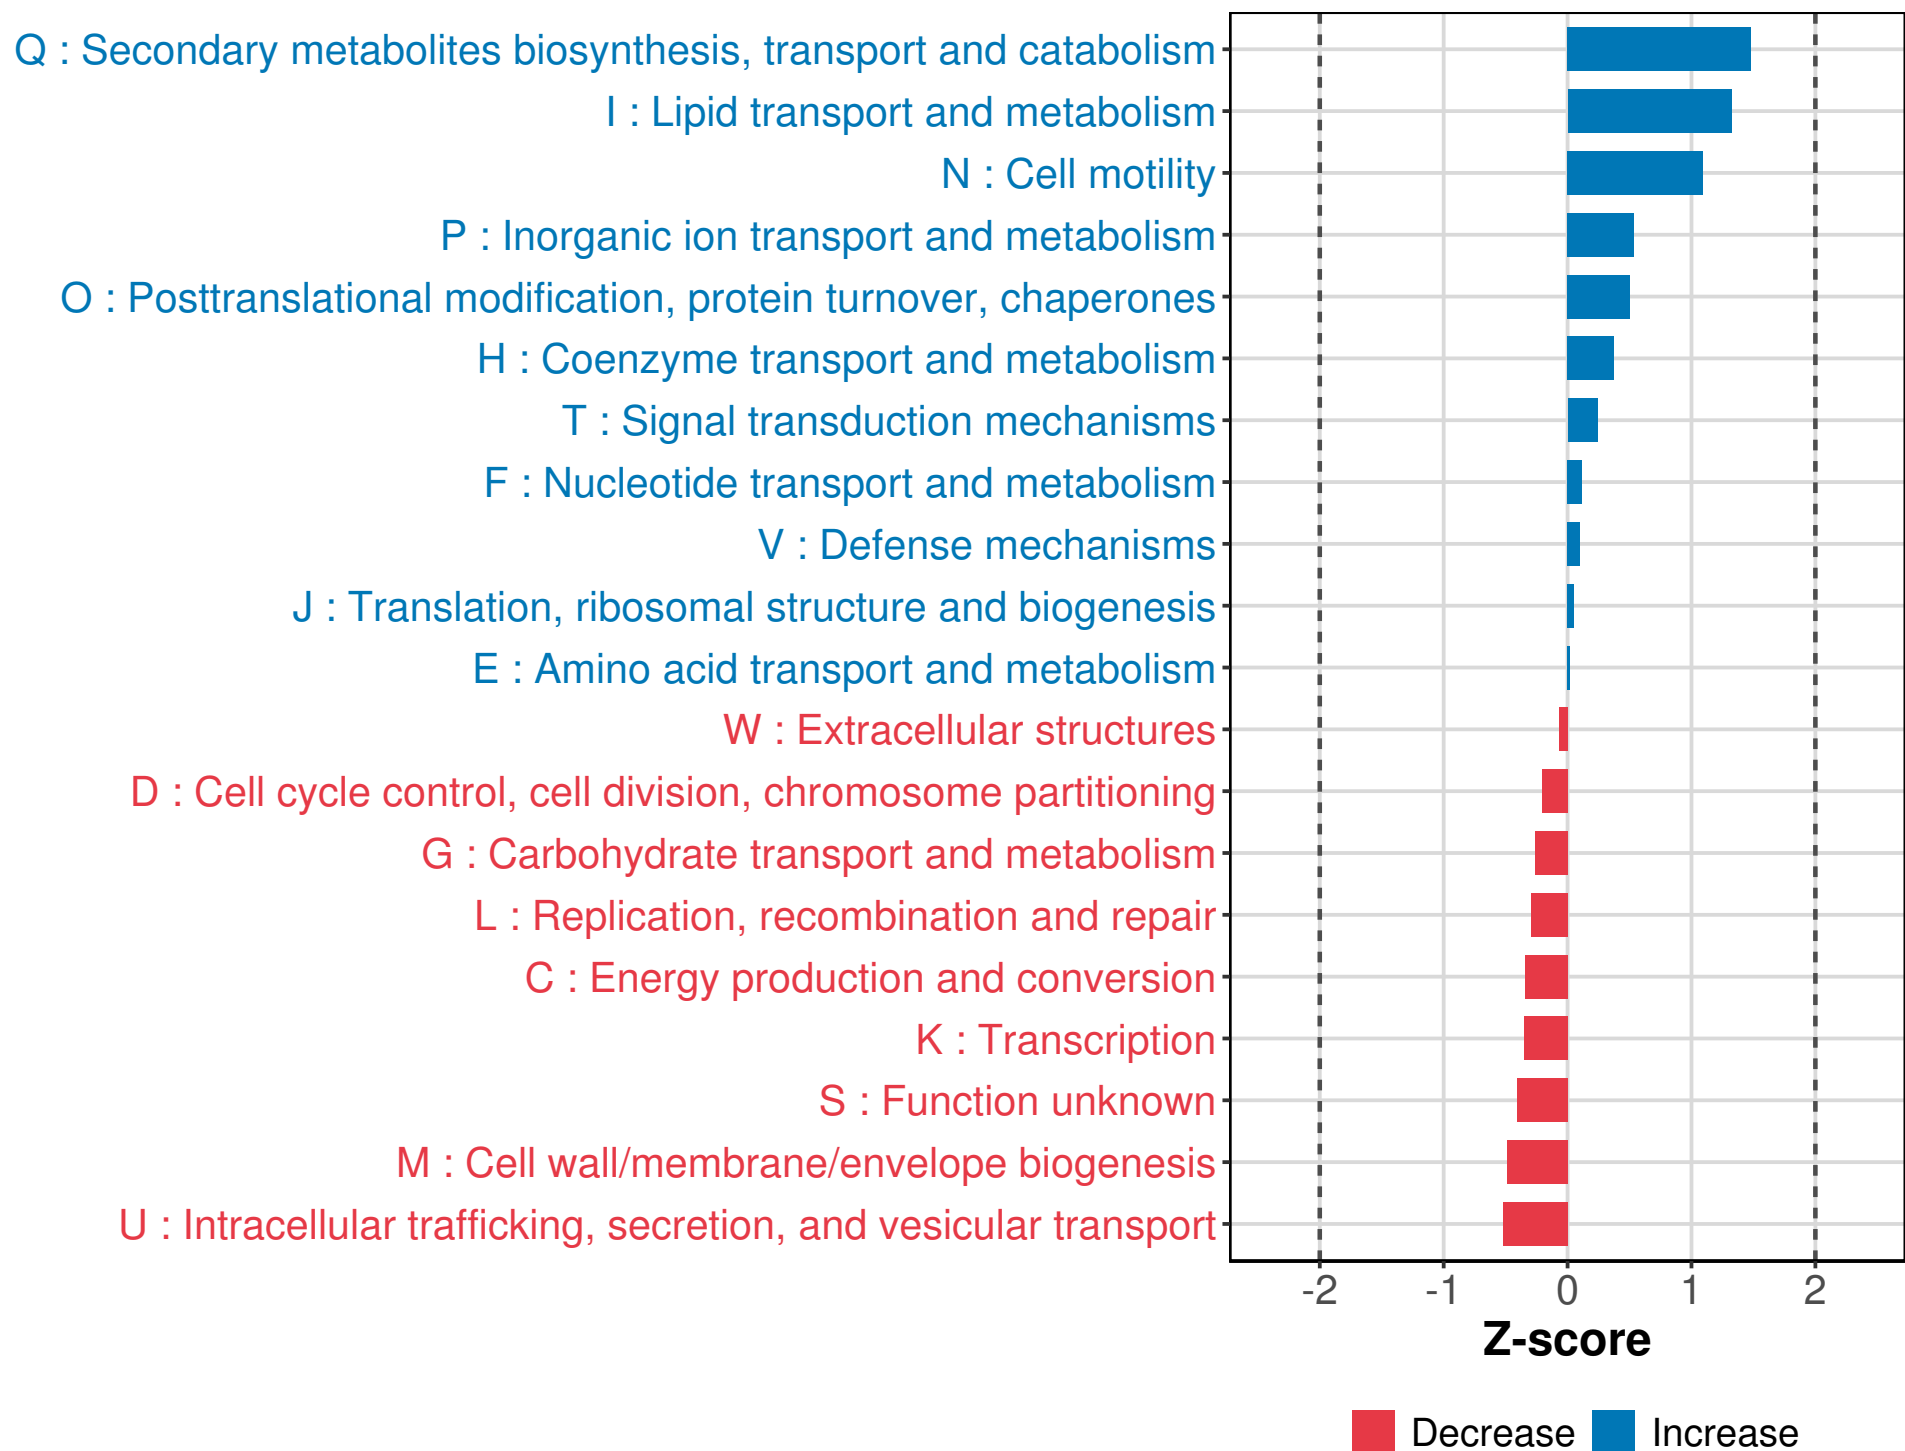 Q : Secondary metabolites biosynthesis, transport and catabolism
I : Lipid transport and metabolism
N : Cell motility
P : Inorganic ion transport and metabolism
O : Posttranslational modification, protein turnover, chaperones
H : Coenzyme transport and metabolism
T : Signal transduction mechanisms
F : Nucleotide transport and metabolism
V : Defense mechanisms
J : Translation, ribosomal structure and biogenesis
E : Amino acid transport and metabolism
W : Extracellular structures
D : Cell cycle control, cell division, chromosome partitioning
G : Carbohydrate transport and metabolism
L : Replication, recombination and repair
C : Energy production and conversion
K : Transcription
S : Function unknown
M : Cell wall/membrane/envelope biogenesis
U : Intracellular trafficking, secretion, and vesicular transport
-2 -1 0 1 2
Z-score
Decrease Increase